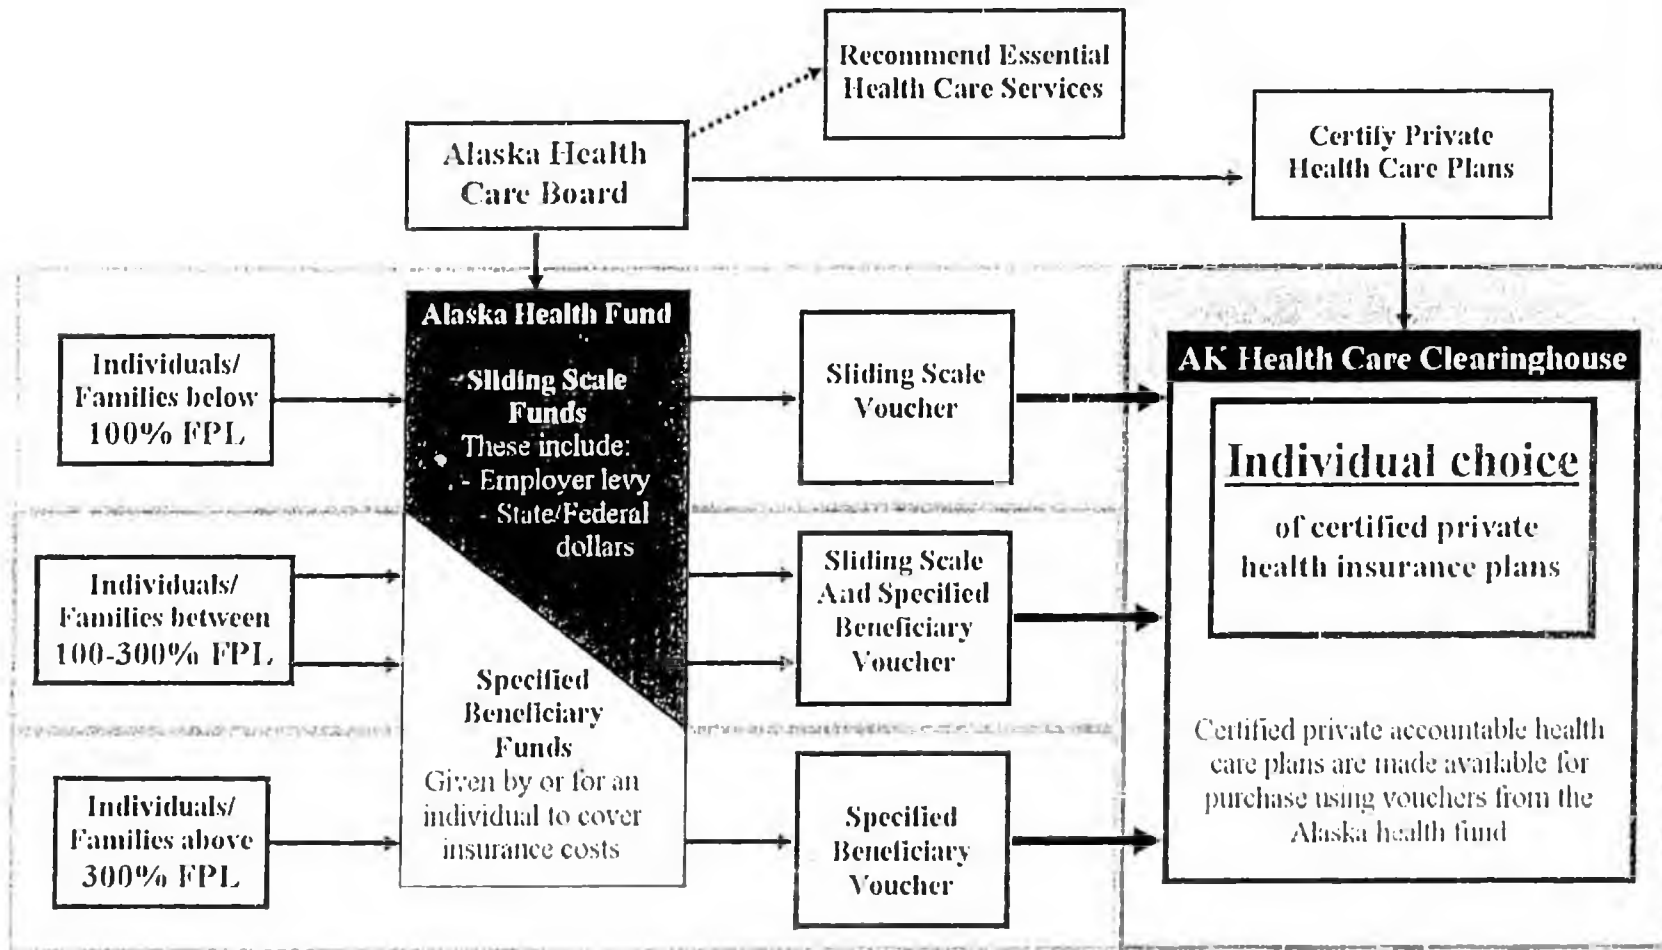 Recommend Essential
Health Care Services
Alaska Health
Care Board
Certify Private
Health Care Plans
Alaska Health Fund
Sliding Scale
Funds
These include:
- Employer levy
- State/Federal
dollars
Specified
Beneficiary
Funds
Given by or for an
individual to cover
insurance costs
Individuals/
Families below
100% FPL
Individuals/
Families between
100-300% FPL
Individuals/
Families above
300% FPL
Sliding Scale
Voucher
Sliding Scale
And Specified
Beneficiary
Voucher
Specified
Beneficiary
Voucher
AK Health Care Clearinghouse
Individual choice
of certified private
health insurance plans
Certified private accountable health
care plans are made available for
purchase using vouchers from the
Alaska health fund